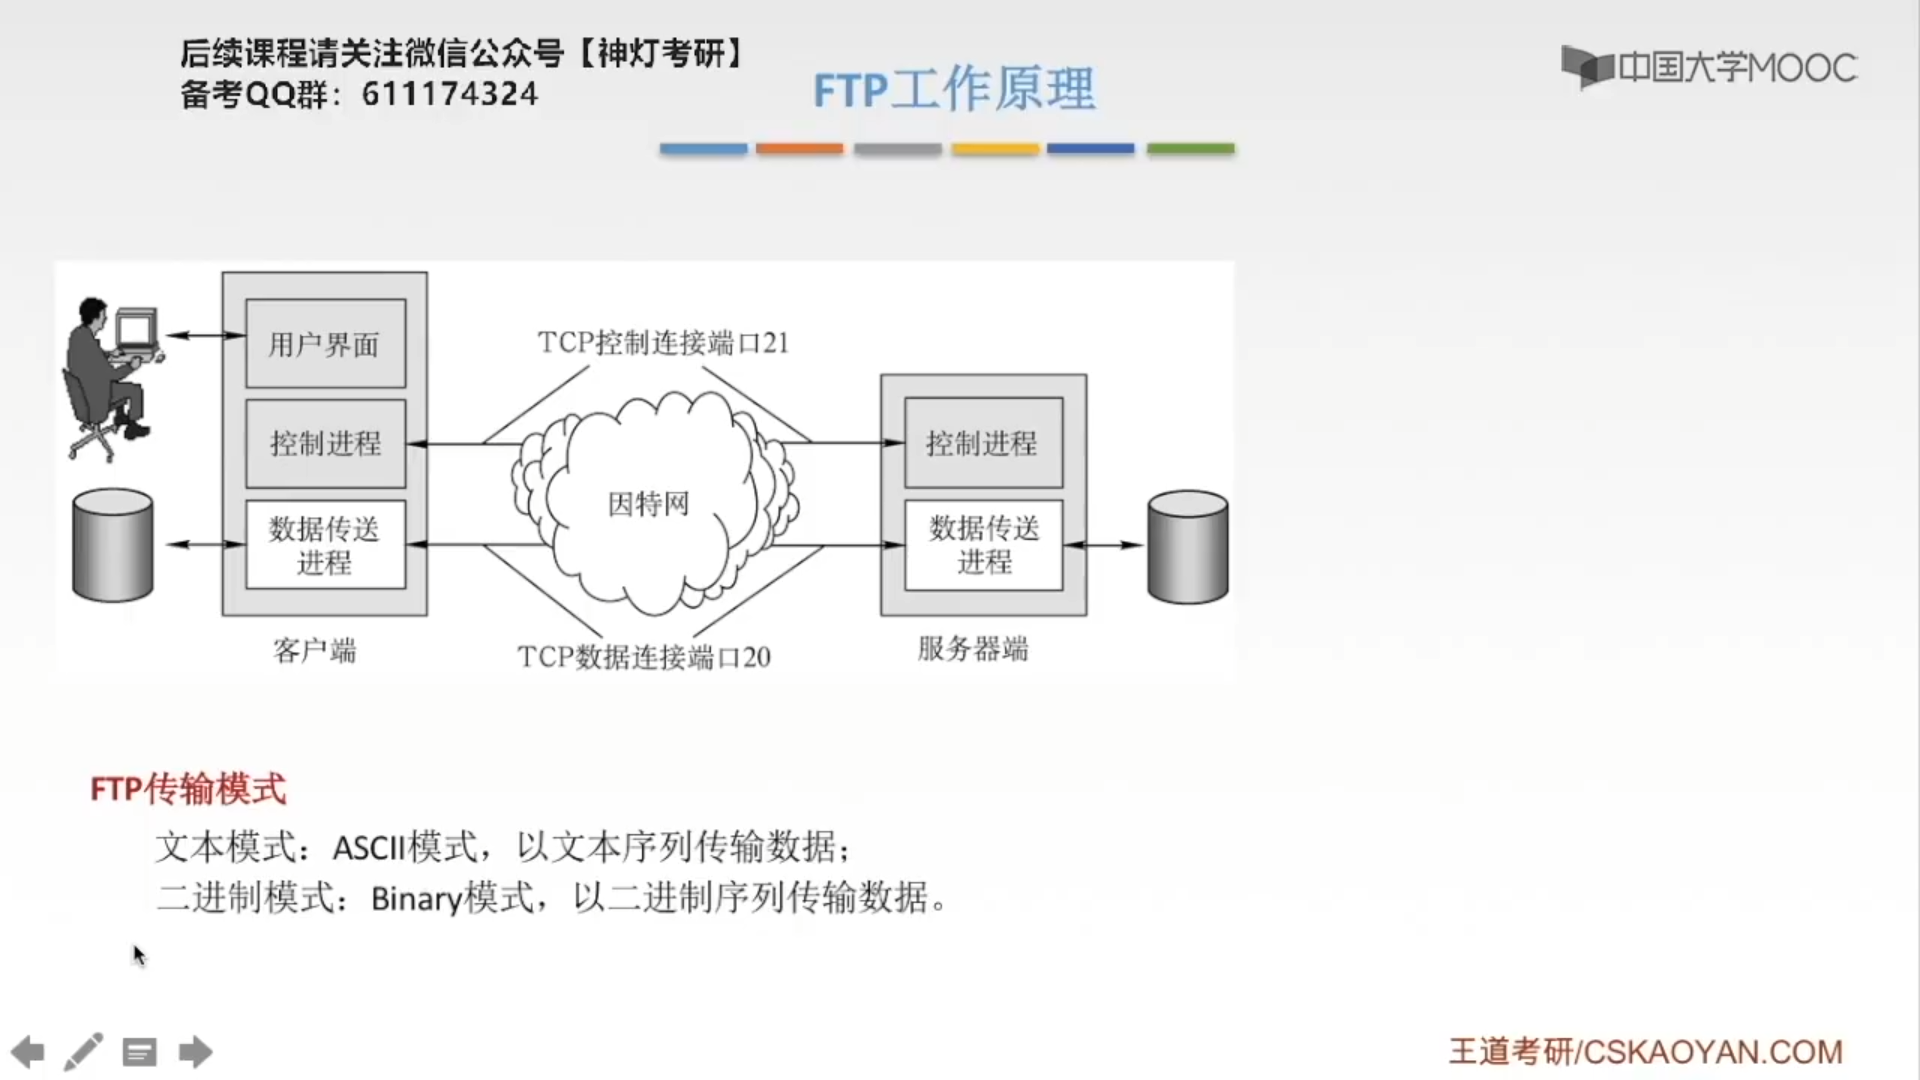 后续课程请关注微信公众号【神灯考研】
备考QQ群：611174324
FTP工作原理
中国大学MOOC
用户界面
控制进程
数据传送
进程
客户端
TCP控制连接端口21
因特网
TCP数据连接端口20
控制进程
数据传送
进程
服务器端
FTP传输模式
文本模式：ASCII模式，以文本序列传输数据；
二进制模式：Binary模式，以二进制序列传输数据。
王道考研/CSKAOYAN.COM